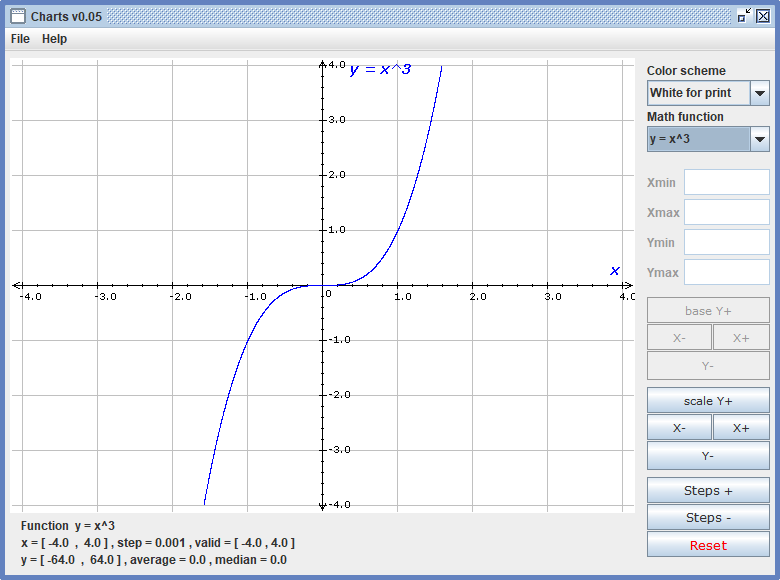 Charts v0.05
File Help
y = x^3
4.0
3.0
2.0
1.0
x
-4.0 -3.0 -2.0 -1.0 0 1.0 2.0 3.0 4.0
-1.0
-2.0
-3.0
-4.0
Color scheme
White for print
Math function
y = x^3
Xmin
Xmax
Ymin
Ymax
base Y+
X- X+
Y-
scale Y+
X- X+
Y-
Steps +
Steps -
Reset
Function y = x^3
x = [ -4.0 , 4.0 ] , step = 0.001 , valid = [ -4.0 , 4.0 ]
y = [ -64.0 , 64.0 ] , average = 0.0 , median = 0.0